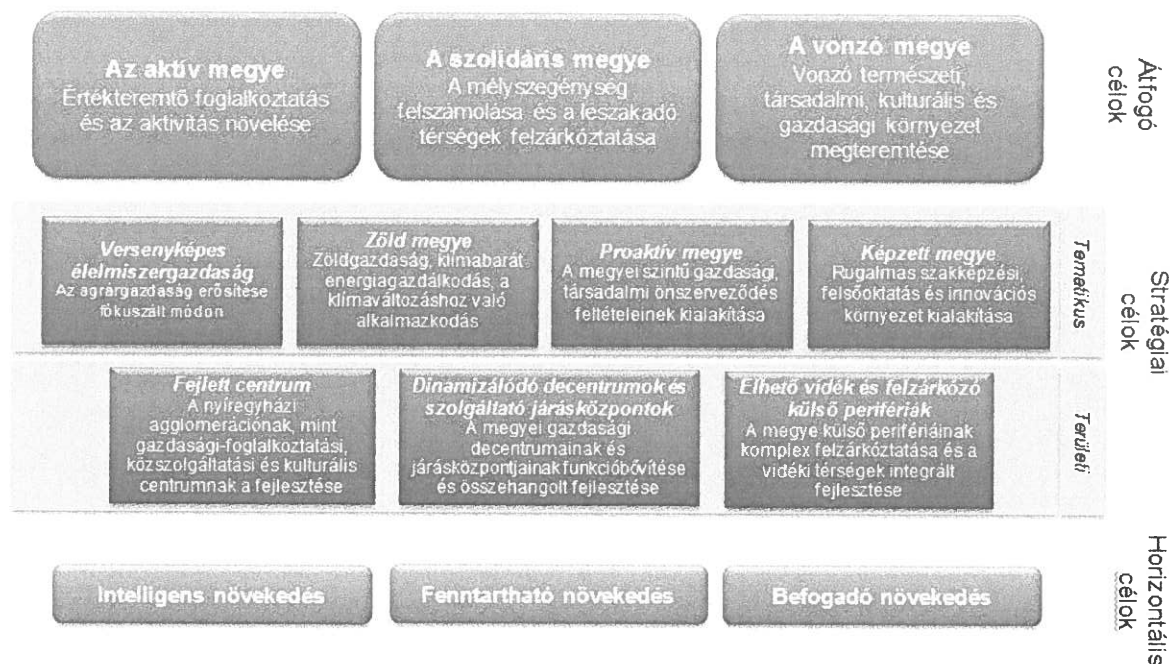 Az aktív megye
Értékteremtő foglalkoztatás
és az aktivitás növelése
A szolidáris megye
A mélyszegénység
felszámolása és a leszakadó
térségek felzárkóztatása
A vonzó megye
Vonzó természeti,
társadalmi, kulturális és
gazdasági környezet
megteremtése
Átfogó
célok
Versenyképes
élelmiszergazdaság
Az agrárgazdaság erősítése
fókuszált módon
Zöld megye
Zöldgazdaság, klímabarát
energiagazdálkodás, a
klímaváltozáshoz való
alkalmazkodás
Proaktív megye
A megyei szintű gazdasági,
társadalmi önszerveződés
feltételeinek kialakítása
Képzett megye
Rugalmas szakképzési,
felsőoktatás és innovációs
környezet kialakítása
Tematikus
Stratégiai
célok
Fejlett centrum
A nyíregyházi
agglomerációnak, mint
gazdasági-foglalkoztatási,
közszolgáltatási és kulturális
centrumnak a fejlesztése
Dinamizálódó decentrumok és
szolgáltató járásközpontok
A megyei gazdasági
decentrumainak és
járásközpontjainak funkcióbővítése
és összehangolt fejlesztése
Élhető vidék és felzárkózó
külső perifériák
A megye külső perifériáinak
komplex felzárkóztatása és a
vidéki térségek integrált
fejlesztése
Területi
Intelligens növekedés
Fenntartható növekedés
Befogadó növekedés
Horizontális
célok